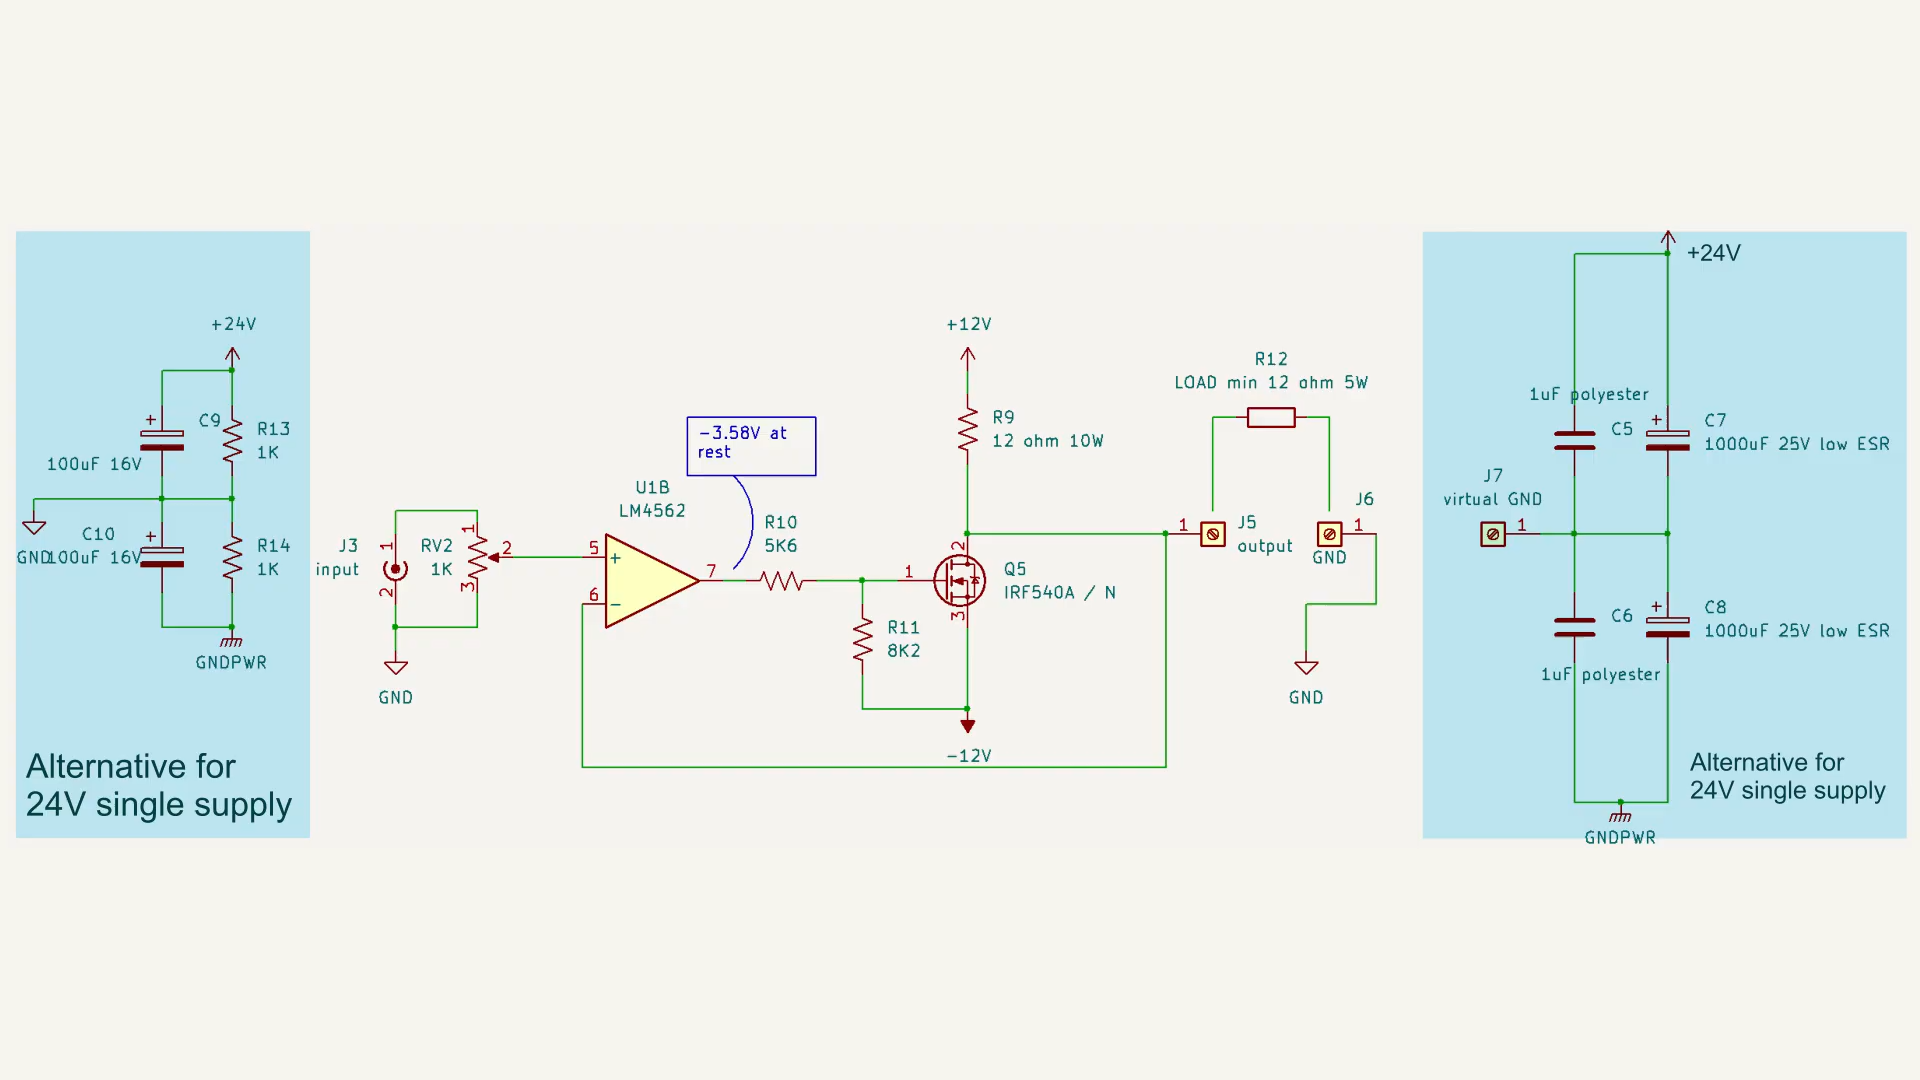 +24V
+
C9
R13
1K
100uF 16V
C10
+
GND
100uF 16V
R14
1K
GNDPWR
Alternative for
24V single supply
J3
input
1
2
RV2
1K
1
2
3
GND
-3.58V at
rest
U1B
LM4562
5
+
6
-
7
R10
5K6
R11
8K2
+12V
R9
12 ohm 10W
1
2
3
Q5
IRF540A / N
-12V
R12
LOAD min 12 ohm 5W
1
J5
output
J6
1
GND
GND
+24V
1uF polyester
C5
+
C7
1000uF 25V low ESR
J7
virtual GND
1
C6
+
C8
1000uF 25V low ESR
1uF polyester
Alternative for
24V single supply
GNDPWR